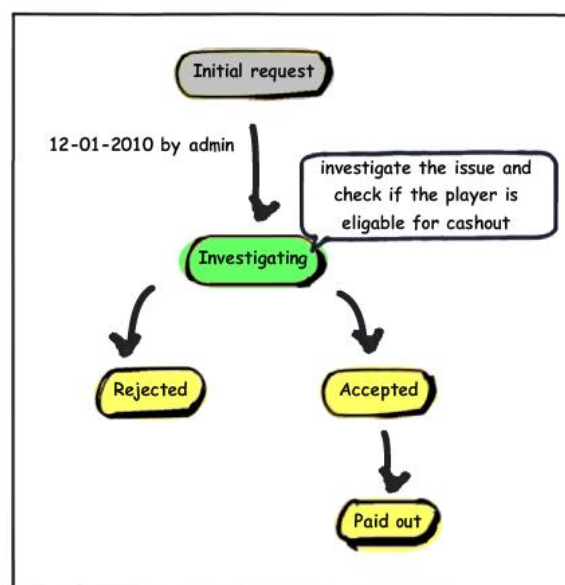 Initial request
12-01-2010 by admin
investigate the issue and
check if the player is
eligable for cashout
Investigating
Rejected
Accepted
Paid out